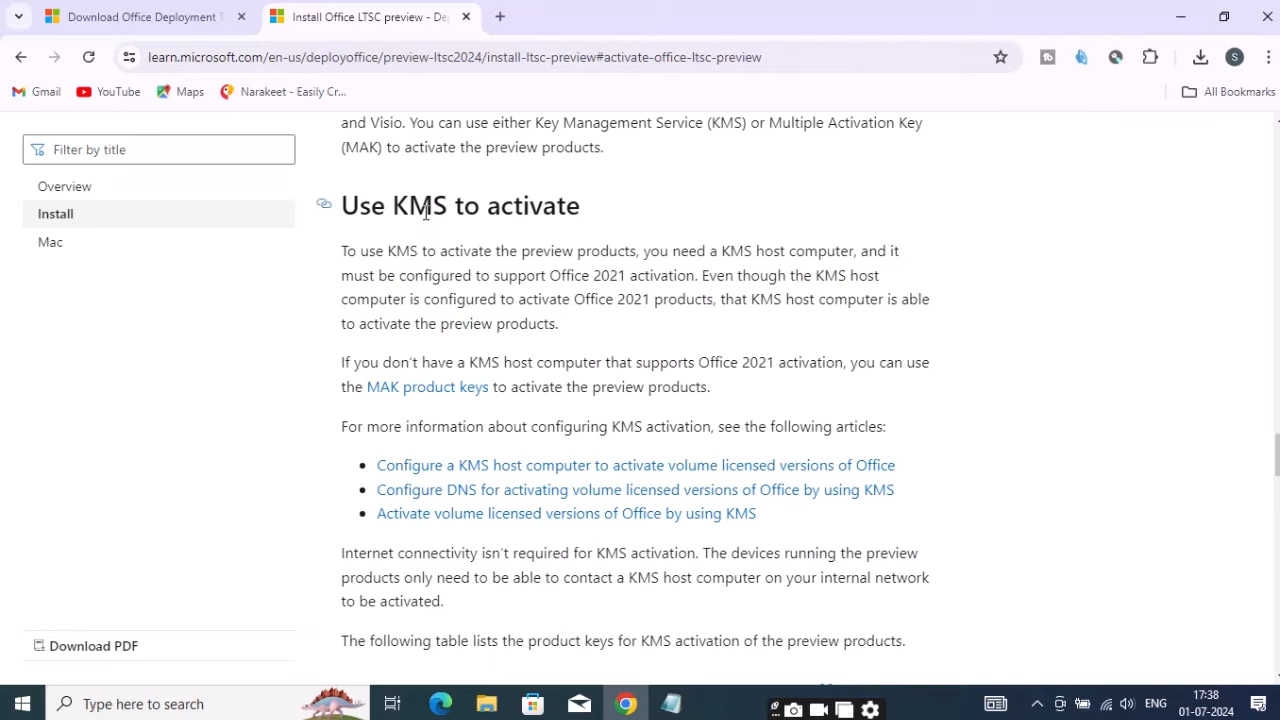 Download Office Deployment T
Install Office LTSC preview - De
learn.microsoft.com/en-us/deployoffice/preview-ltsc2024/install-ltsc-preview#activate-office-ltsc-preview
S
Gmail
YouTube
Maps
Narakeet - Easily Cr...
All Bookmarks
Filter by title
Overview
Install
Mac
Download PDF
and Visio. You can use either Key Management Service (KMS) or Multiple Activation Key
(MAK) to activate the preview products.
Use KMS to activate
To use KMS to activate the preview products, you need a KMS host computer, and it
must be configured to support Office 2021 activation. Even though the KMS host
computer is configured to activate Office 2021 products, that KMS host computer is able
to activate the preview products.
If you don't have a KMS host computer that supports Office 2021 activation, you can use
the MAK product keys to activate the preview products.
For more information about configuring KMS activation, see the following articles:
Configure a KMS host computer to activate volume licensed versions of Office
Configure DNS for activating volume licensed versions of Office by using KMS
Activate volume licensed versions of Office by using KMS
Internet connectivity isn't required for KMS activation. The devices running the preview
products only need to be able to contact a KMS host computer on your internal network
to be activated.
The following table lists the product keys for KMS activation of the preview products.
Type here to search
ENG
17:38
01-07-2024